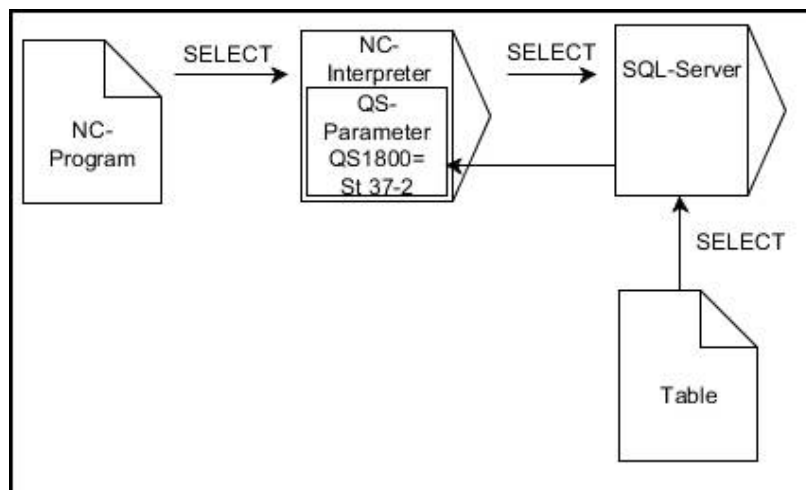 SELECT
NC-
Program
NC-
Interpreter
QS-
Parameter
QS1800=
St 37-2
SELECT
SQL-Server
SELECT
Table